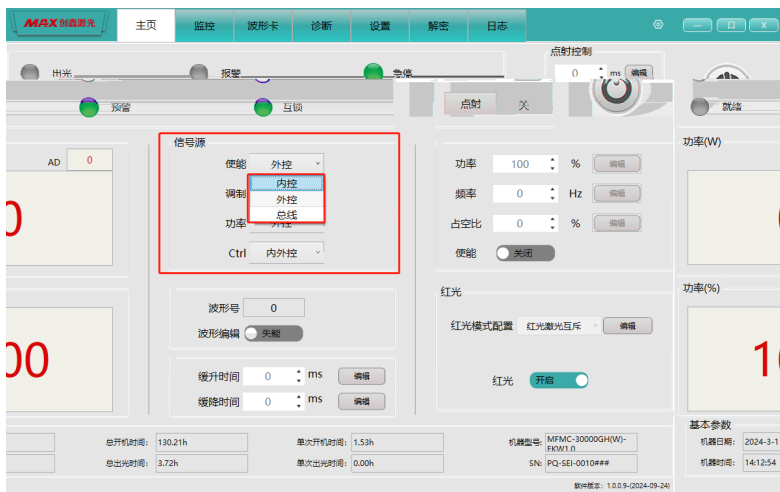 MAX 创鑫激光 主页 监控 波形卡 诊断 设置 解密 日志
点射控制
出光 报警 急停 0 ms 编辑
预警 互锁 点射 关 就绪
信号源 功率(W)
AD 0 使能 外控 功率 100 % 编辑
内控
调制 外控 频率 0 Hz 编辑
总线
功率 外控 占空比 0 % 编辑
Ctrl 内外控 使能 关闭
红光 功率(%)
波形号 0
红光模式配置 红光激光互斥 编辑
波形编辑 失能
00 10
缓升时间 0 ms 编辑 红光 开启
缓降时间 0 ms 编辑
基本参数
总开机时间: 130.21h 单次开机时间: 1.53h 机器型号: MFMC-30000GH(W)-FKW1.0 机器日期: 2024-3-1
总出光时间: 3.72h 单次出光时间: 0.00h SN: PQ-SEI-0010### 机器时间: 14:12:54
软件版本: 1.0.0.9-(2024-09-24)